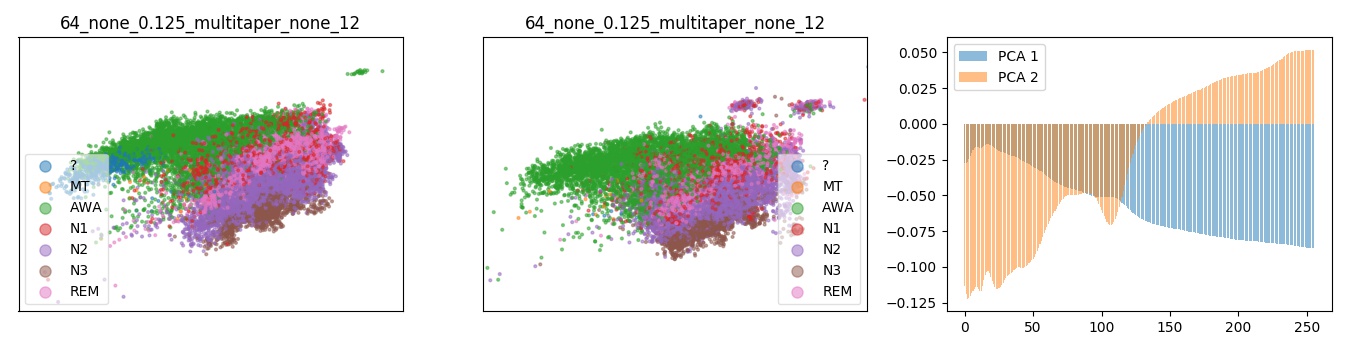 64_none_0.125_multitaper_none_12
?
MT
AWA
N1
N2
N3
REM
64_none_0.125_multitaper_none_12
?
MT
AWA
N1
N2
N3
REM
PCA 1
PCA 2
0.050
0.025
0.000
−0.025
−0.050
−0.075
−0.100
−0.125
0
50
100
150
200
250